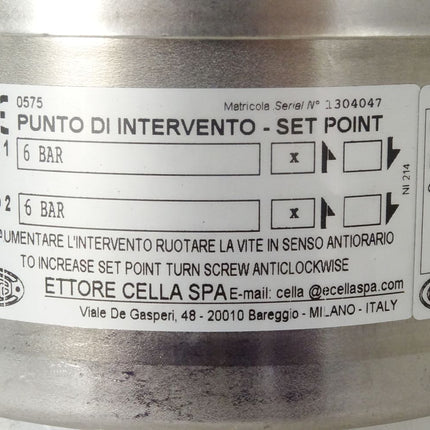 0575 Matricola Serial N° 1304047
PUNTO DI INTERVENTO - SET POINT
1 6 BAR x
NI 214
2 6 BAR x
AUMENTARE L'INTERVENTO RUOTARE LA VITE IN SENSO ANTIORARIO
TO INCREASE SET POINT TURN SCREW ANTICLOCKWISE
ETTORE CELLA SPA E-mail: cella @ecellaspa.com
Viale De Gasperi, 48 - 20010 Bareggio - MILANO - ITALY